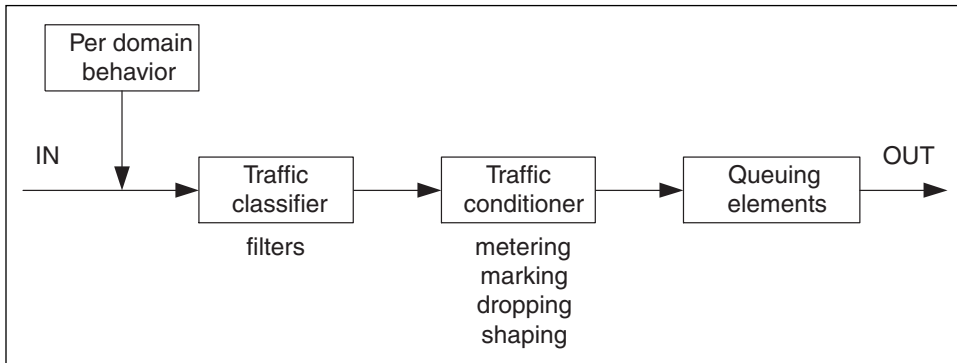 Per domain
behavior
IN
OUT
Traffic
classifier
Traffic
conditioner
Queuing
elements
filters
metering
marking
dropping
shaping